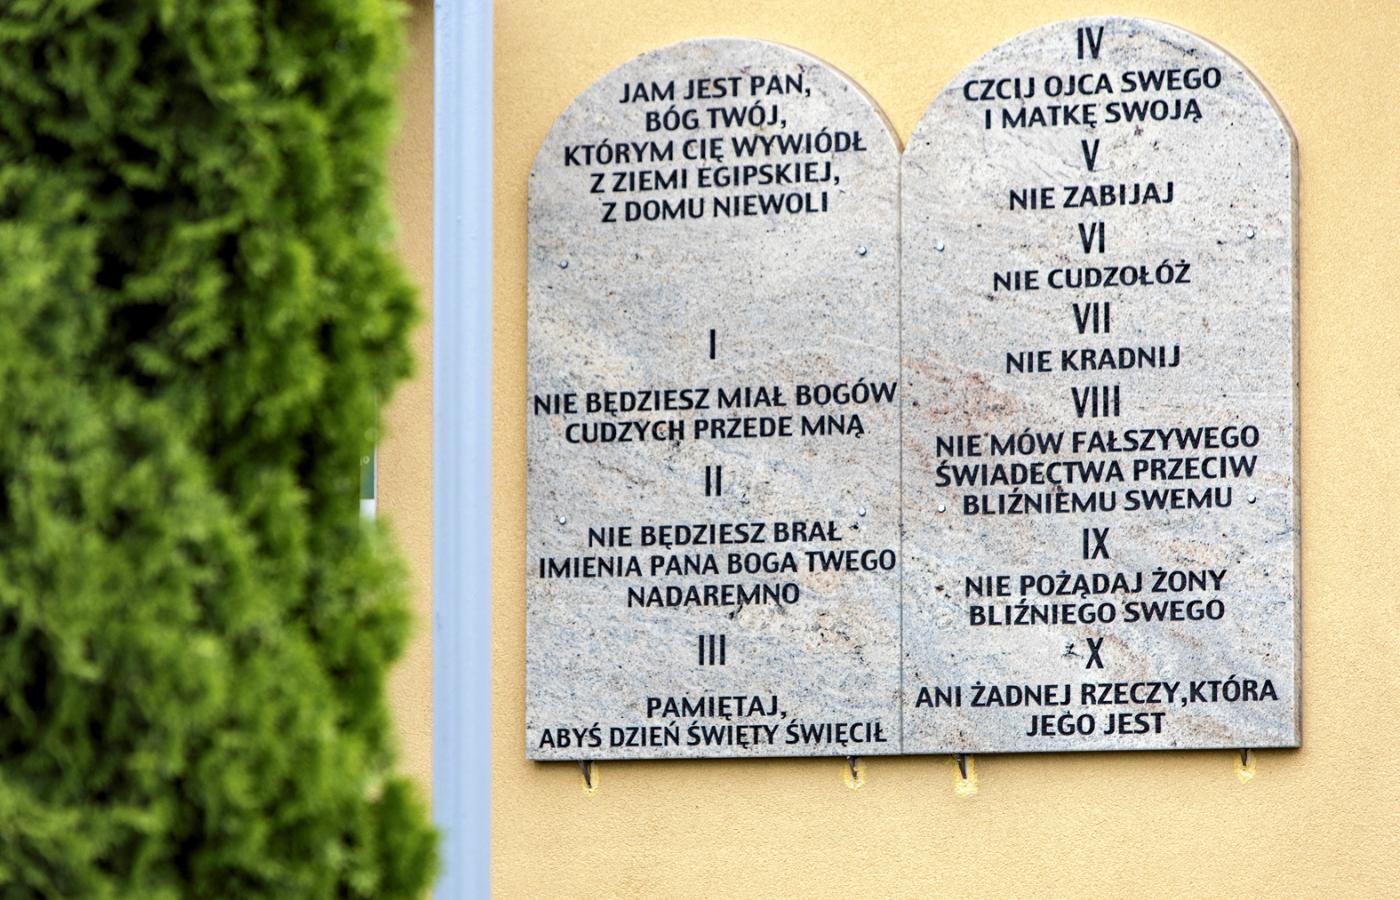 JAM JEST PAN,
BÓG TWÓJ,
KTÓRYM CIĘ WYWIÓDŁ
Z ZIEMI EGIPSKIEJ,
Z DOMU NIEWOLI
I
NIE BĘDZIESZ MIAŁ BOGÓW
CUDZYCH PRZEDE MNĄ
II
NIE BĘDZIESZ BRAŁ
IMIENIA PANA BOGA TWEGO
NADAREMNO
III
PAMIĘTAJ,
ABYŚ DZIEŃ ŚWIĘTY ŚWIĘCIŁ
IV
CZCIJ OJCA SWEGO
I MATKĘ SWOJĄ
V
NIE ZABIJAJ
VI
NIE CUDZOŁÓŻ
VII
NIE KRADNIJ
VIII
NIE MÓW FAŁSZYWEGO
ŚWIADECTWA PRZECIW
BLIŹNIEMU SWEMU
IX
NIE POŻĄDAJ ŻONY
BLIŹNIEGO SWEGO
X
ANI ŻADNEJ RZECZY,KTÓRA
JEGO JEST